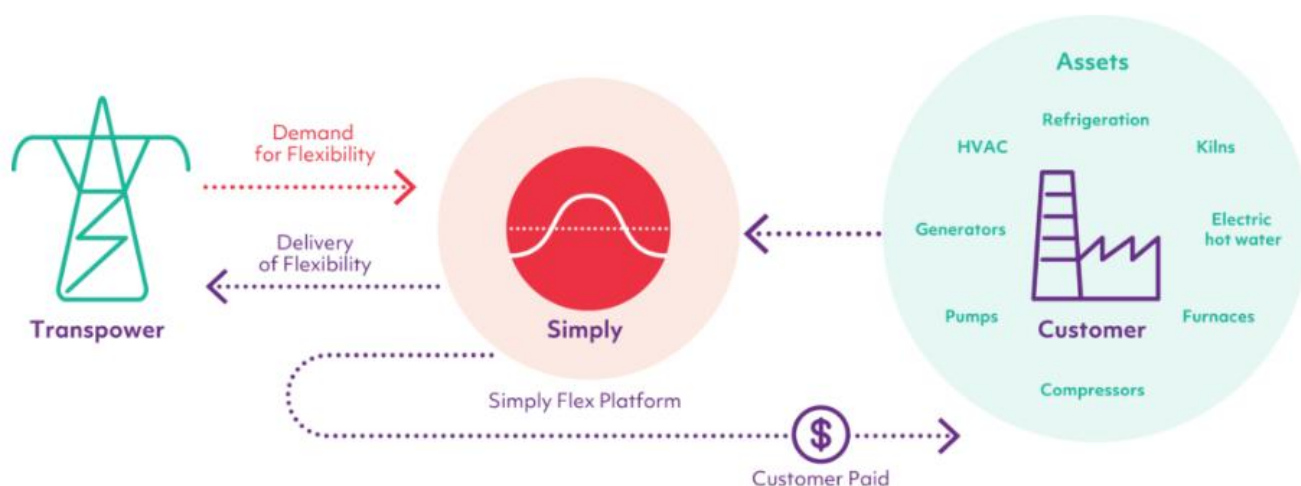 Demand
for Flexibility
Delivery
of Flexibility
Transpower
Simply
Simply Flex Platform
$
Customer Paid
Assets
Refrigeration
HVAC
Kilns
Generators
Electric
hot water
Pumps
Customer
Furnaces
Compressors